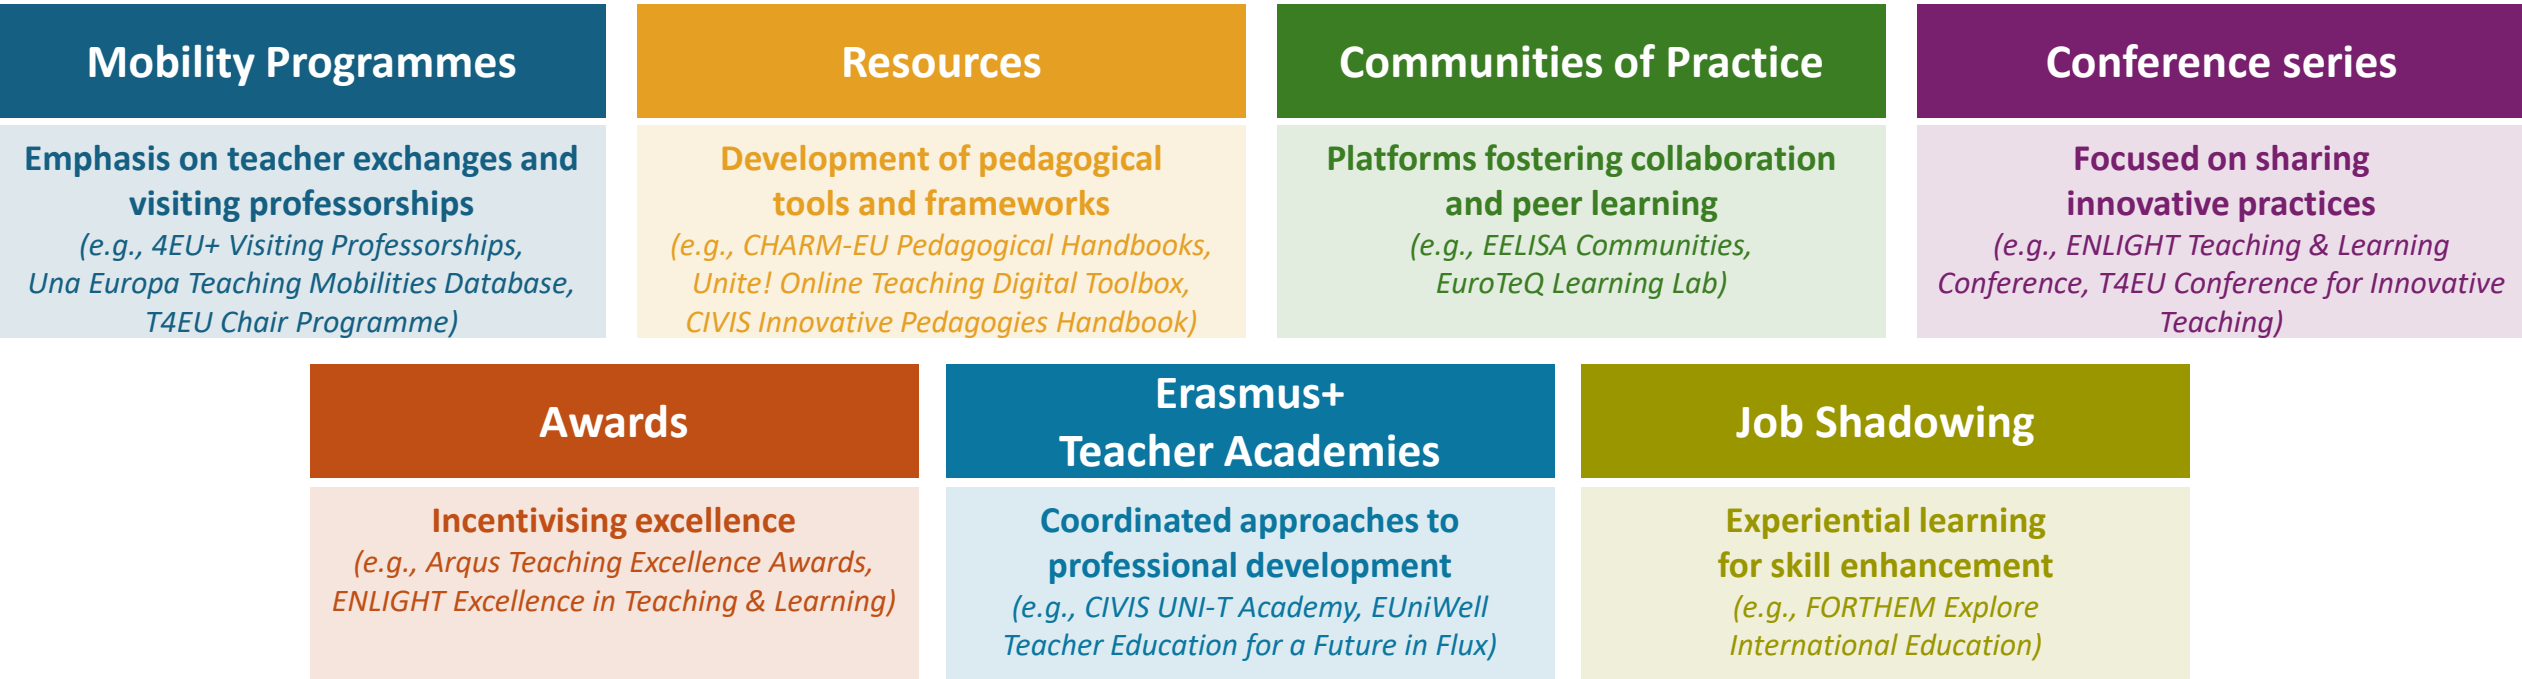 Mobility Programmes
Emphasis on teacher exchanges and
visiting professorships
(e.g., 4EU+ Visiting Professorships,
Una Europa Teaching Mobilities Database,
T4EU Chair Programme)
Resources
Development of pedagogical
tools and frameworks
(e.g., CHARM-EU Pedagogical Handbooks,
Unite! Online Teaching Digital Toolbox,
CIVIS Innovative Pedagogies Handbook)
Communities of Practice
Platforms fostering collaboration
and peer learning
(e.g., EELISA Communities,
EuroTeQ Learning Lab)
Conference series
Focused on sharing
innovative practices
(e.g., ENLIGHT Teaching & Learning
Conference, T4EU Conference for Innovative
Teaching)
Awards
Incentivising excellence
(e.g., Arqus Teaching Excellence Awards,
ENLIGHT Excellence in Teaching & Learning)
Erasmus+
Teacher Academies
Coordinated approaches to
professional development
(e.g., CIVIS UNI-T Academy, EUniWell
Teacher Education for a Future in Flux)
Job Shadowing
Experiential learning
for skill enhancement
(e.g., FORTHEM Explore
International Education)